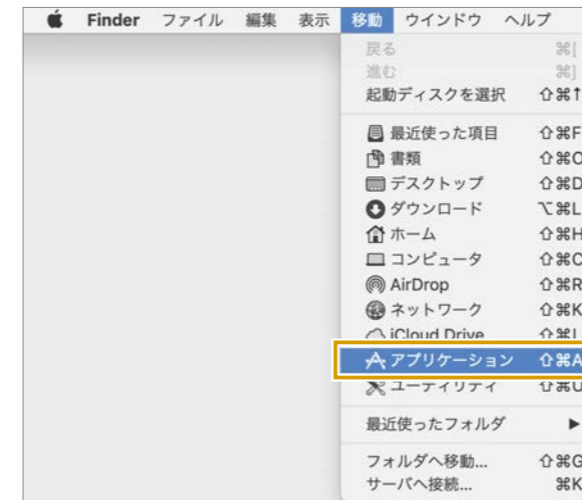 Finder ファイル 編集 表示 移動 ウインドウ ヘルプ
戻る ⌘[
進む ⌘]
起動ディスクを選択 ⇧⌘↑
最近使った項目 ⇧⌘F
書類 ⇧⌘O
デスクトップ ⇧⌘D
ダウンロード ⌥⌘L
ホーム ⇧⌘H
コンピュータ ⇧⌘C
AirDrop ⇧⌘R
ネットワーク ⇧⌘K
iCloud Drive ⇧⌘I
アプリケーション ⇧⌘A
ユーティリティ ⇧⌘U
最近使ったフォルダ ▶
フォルダへ移動... ⇧⌘G
サーバへ接続... ⌘K